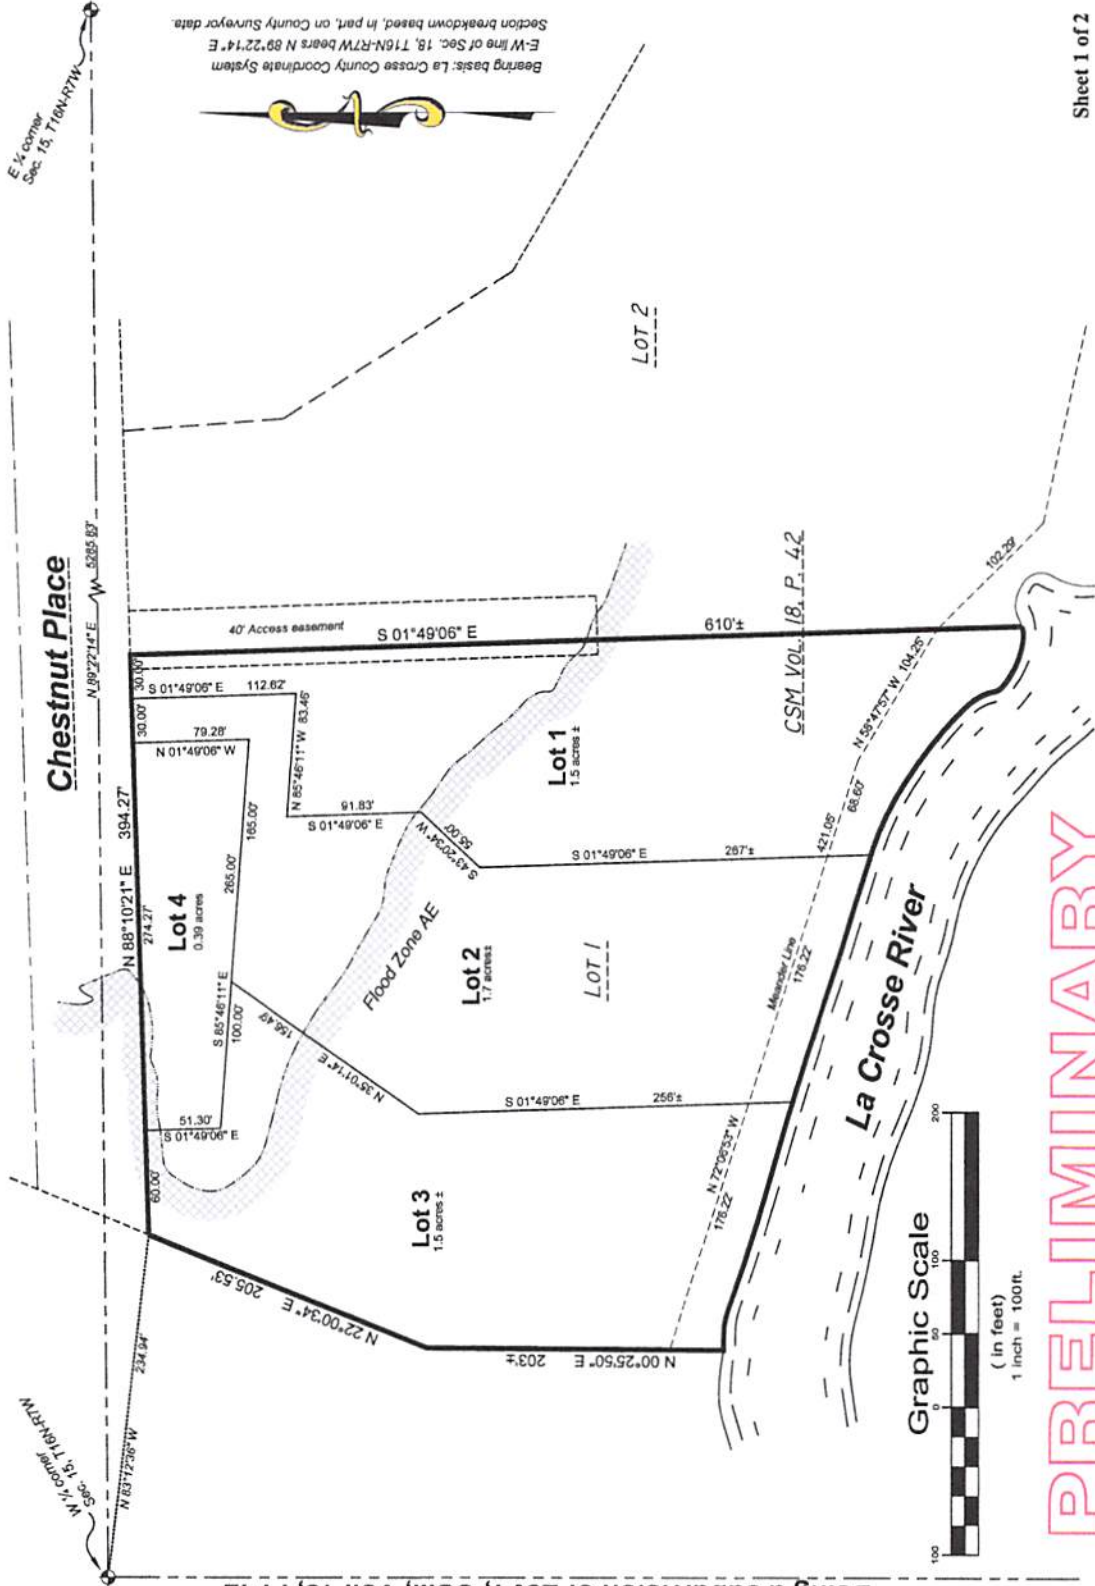 W ¼ corner
Sec. 15, T16N-R7W
E ¼ corner
Sec. 15, T16N-R7W
Chestnut Place
N 89°22'14" E 5285.83'
Bearing basis: La Crosse County Coordinate System
E-W line of Sec. 18, T16N-R7W bears N 89°22'14" E
Section breakdown based, in part, on County Surveyor data.
N 83°12'36" W 234.94'
N 88°10'21" E 394.27'
60.00'
274.27'
30.00'
30.00'
40' Access easement
S 01°49'06" E 610'±
S 01°49'06" E 112.62'
79.28'
N 01°49'06" W
N 85°46'11" W 83.46'
91.83'
S 01°49'06" E
S 43°20'34" W
55.00'
165.00'
265.00'
S 85°46'11" E
100.00'
51.30'
S 01°49'06" E
Lot 4
0.39 acres
N 35°01'14" E 156.49'
Flood Zone AE
N 22°00'34" E 205.53'
N 00°25'50" E 203'±
Lot 3
1.5 acres ±
Lot 2
1.7 acres±
Lot 1
1.5 acres ±
LOT 1
LOT 2
CSM VOL. 18, P. 42
S 01°49'06" E 256'±
S 01°49'06" E 267'±
176.22'
N 72°06'53" W
Meander Line
176.22'
421.05'
68.60'
N 58°47'57" W 104.25'
102.29'
La Crosse River
Graphic Scale
100 0 50 100 200
( in feet)
1 inch = 100ft.
PRELIMINARY
Sheet 1 of 2